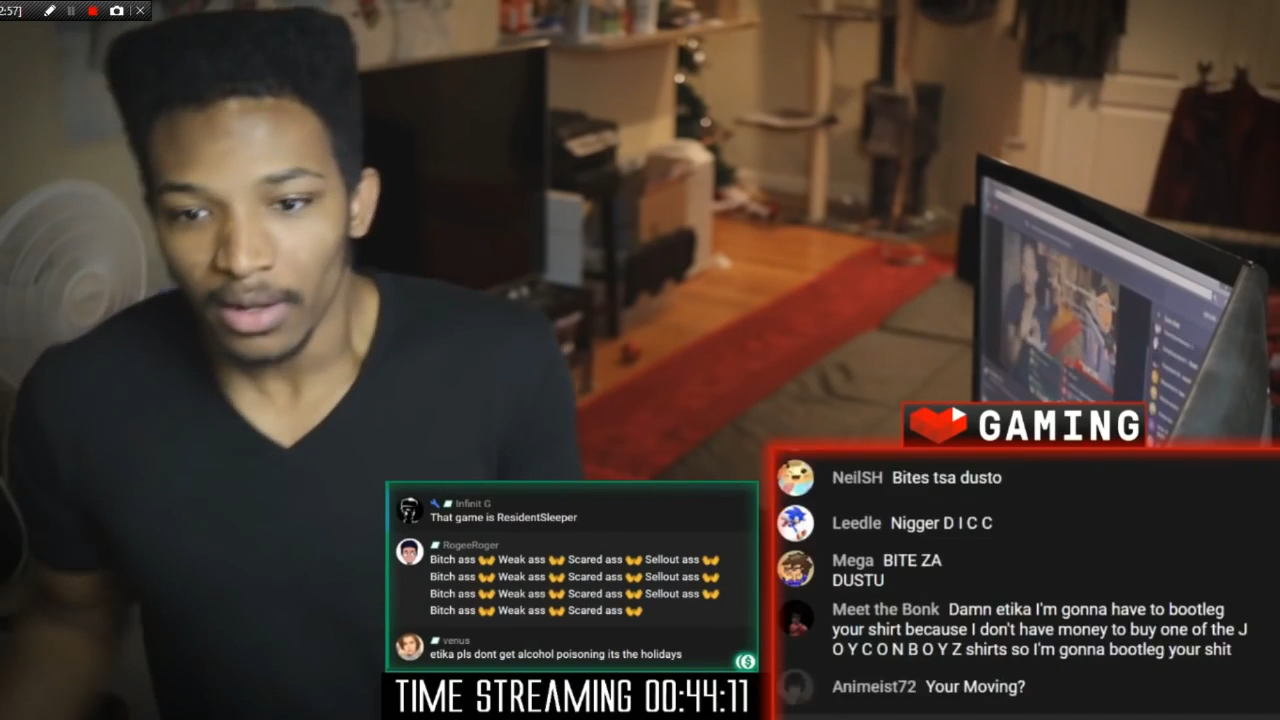 2:57]
GAMING
NeilSH Bites tsa dusto
Leedle Nigger D I C C
Mega BITE ZA
DUSTU
Meet the Bonk Damn etika I'm gonna have to bootleg
your shirt because I don't have money to buy one of the J
O Y C O N B O Y Z shirts so I'm gonna bootleg your shit
Animeist72 Your Moving?
Infinit G
That game is ResidentSleeper
RogeeRoger
Bitch ass 👐 Weak ass 👐 Scared ass 👐 Sellout ass 👐
Bitch ass 👐 Weak ass 👐 Scared ass 👐 Sellout ass 👐
Bitch ass 👐 Weak ass 👐 Scared ass 👐 Sellout ass 👐
Bitch ass 👐 Weak ass 👐 Scared ass 👐
venus
etika pls dont get alcohol poisoning its the holidays
TIME STREAMING 00:44:11